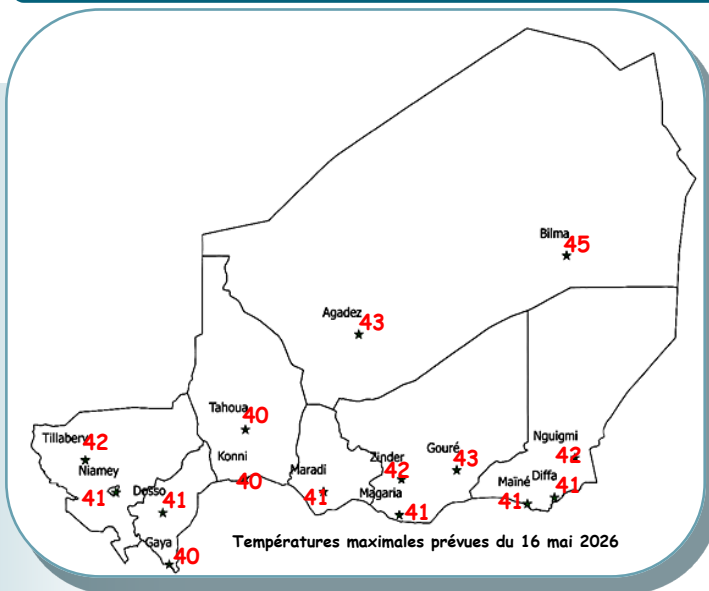 Bilma
45
Agadez
43
Tahoua
40
Tillabery
42
Niamey
41
Dosso
41
Konni
40
Maradi
41
Zinder
42
Gouré
43
Magaria
41
Nguigmi
42
Maïné
41
Diffa
41
Gaya
40
Températures maximales prévues du 16 mai 2026